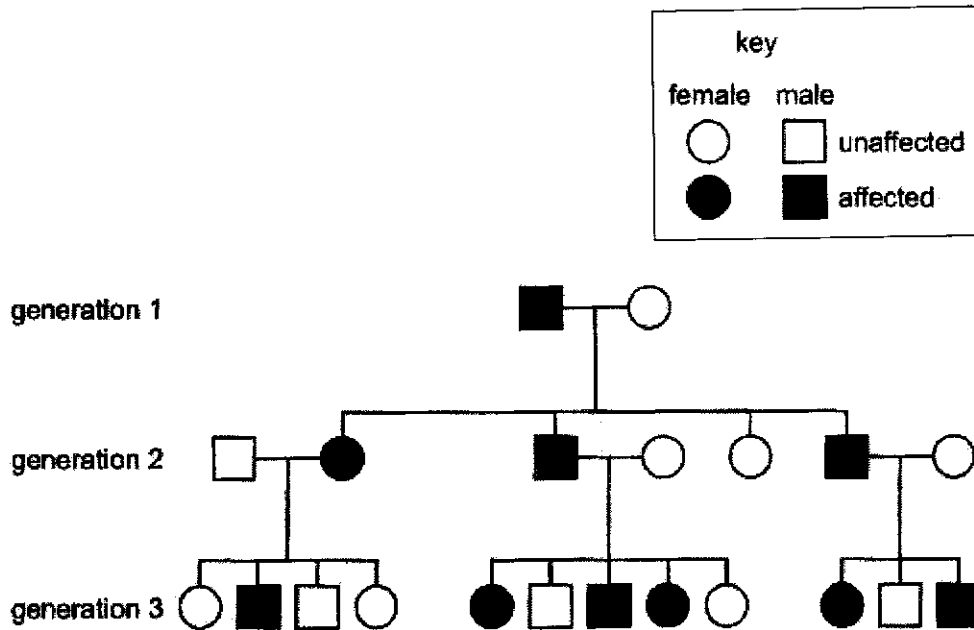 key
female male
unaffected
affected
generation 1
generation 2
generation 3